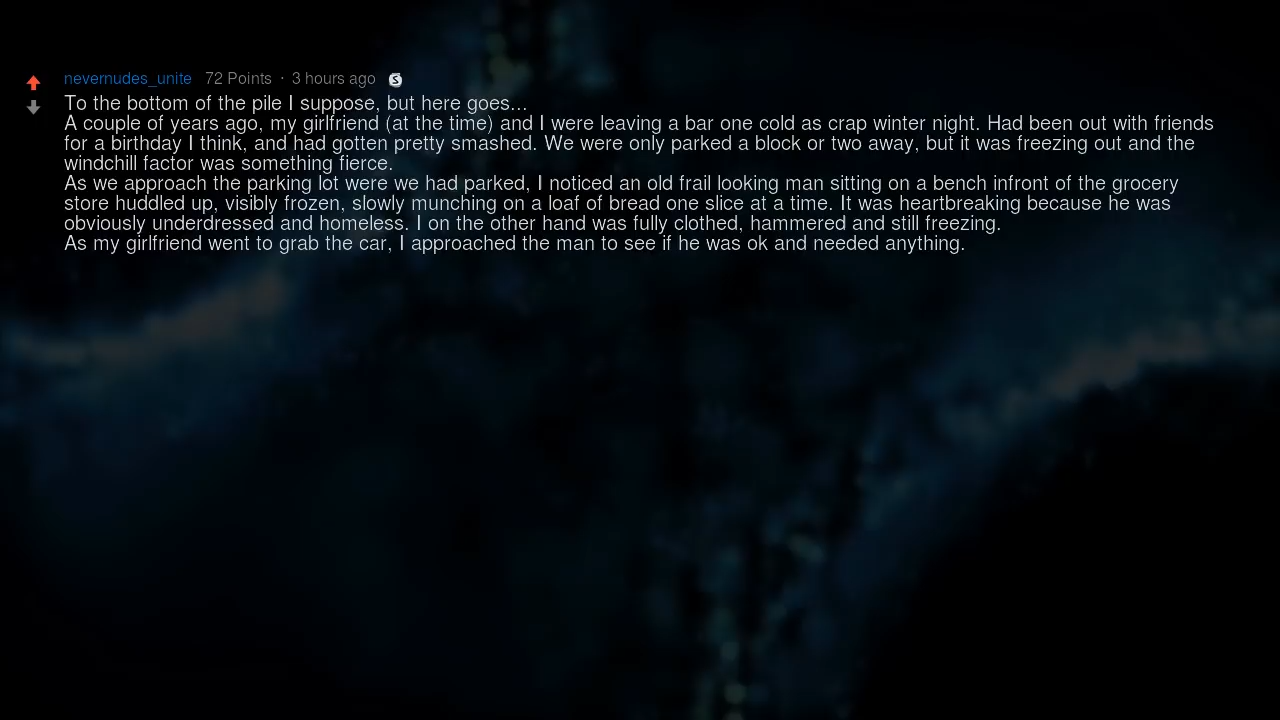 nevernudes_unite 72 Points · 3 hours ago S
To the bottom of the pile I suppose, but here goes...
A couple of years ago, my girlfriend (at the time) and I were leaving a bar one cold as crap winter night. Had been out with friends
for a birthday I think, and had gotten pretty smashed. We were only parked a block or two away, but it was freezing out and the
windchill factor was something fierce.
As we approach the parking lot were we had parked, I noticed an old frail looking man sitting on a bench infront of the grocery
store huddled up, visibly frozen, slowly munching on a loaf of bread one slice at a time. It was heartbreaking because he was
obviously underdressed and homeless. I on the other hand was fully clothed, hammered and still freezing.
As my girlfriend went to grab the car, I approached the man to see if he was ok and needed anything.